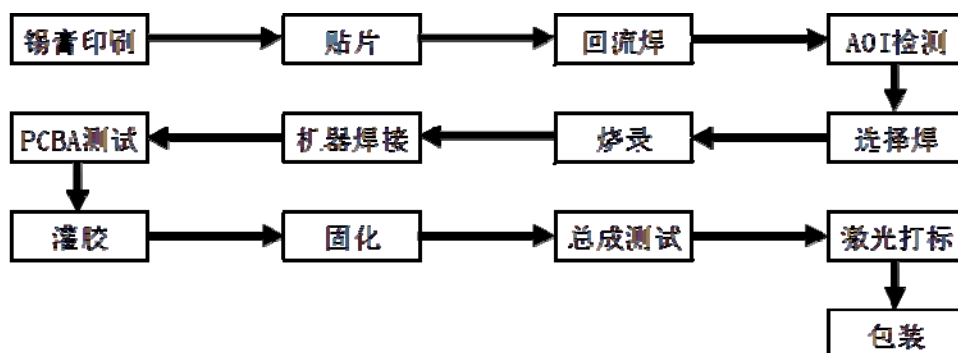 锡膏印刷
贴片
回流焊
AOI检测
选择焊
烧录
机器焊接
PCBA测试
灌胶
固化
总成测试
激光打标
包装